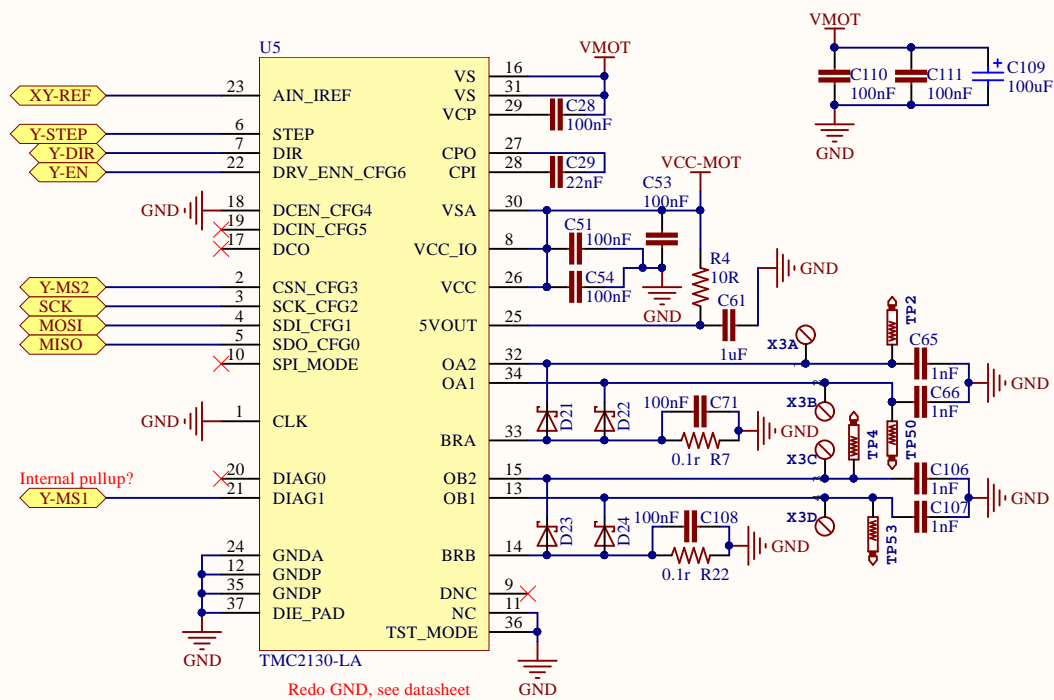 U5
XY-REF
23
AIN_IREF
Y-STEP
6
STEP
Y-DIR
7
DIR
Y-EN
22
DRV_ENN_CFG6
GND
18
DCEN_CFG4
19
DCIN_CFG5
17
DCO
Y-MS2
2
CSN_CFG3
SCK
3
SCK_CFG2
MOSI
4
SDI_CFG1
MISO
5
SDO_CFG0
10
SPI_MODE
GND
1
CLK
Internal pullup?
20
DIAG0
Y-MS1
21
DIAG1
24
GNDA
12
GNDP
35
GNDP
37
DIE_PAD
GND
TMC2130-LA
Redo GND, see datasheet
VS
16
VS
31
VCP
29
VMOT
C28
100nF
CPO
27
CPI
28
C29
22nF
VSA
30
VCC_IO
8
VCC
26
5VOUT
25
C53
100nF
VCC-MOT
C51
100nF
C54
100nF
GND
R4
10R
C61
1uF
GND
OA2
32
OA1
34
BRA
33
D21
D22
100nF
C71
0.1r R7
GND
X3A
1
X3B
2
TP2
C65
1nF
C66
1nF
GND
TP50
OB2
15
OB1
13
BRB
14
D23
D24
100nF
C108
0.1r R22
GND
X3C
3
X3D
4
TP4
TP53
C106
1nF
C107
1nF
GND
DNC
9
NC
11
TST_MODE
36
GND
VMOT
C110
100nF
C111
100nF
+
C109
100uF
GND